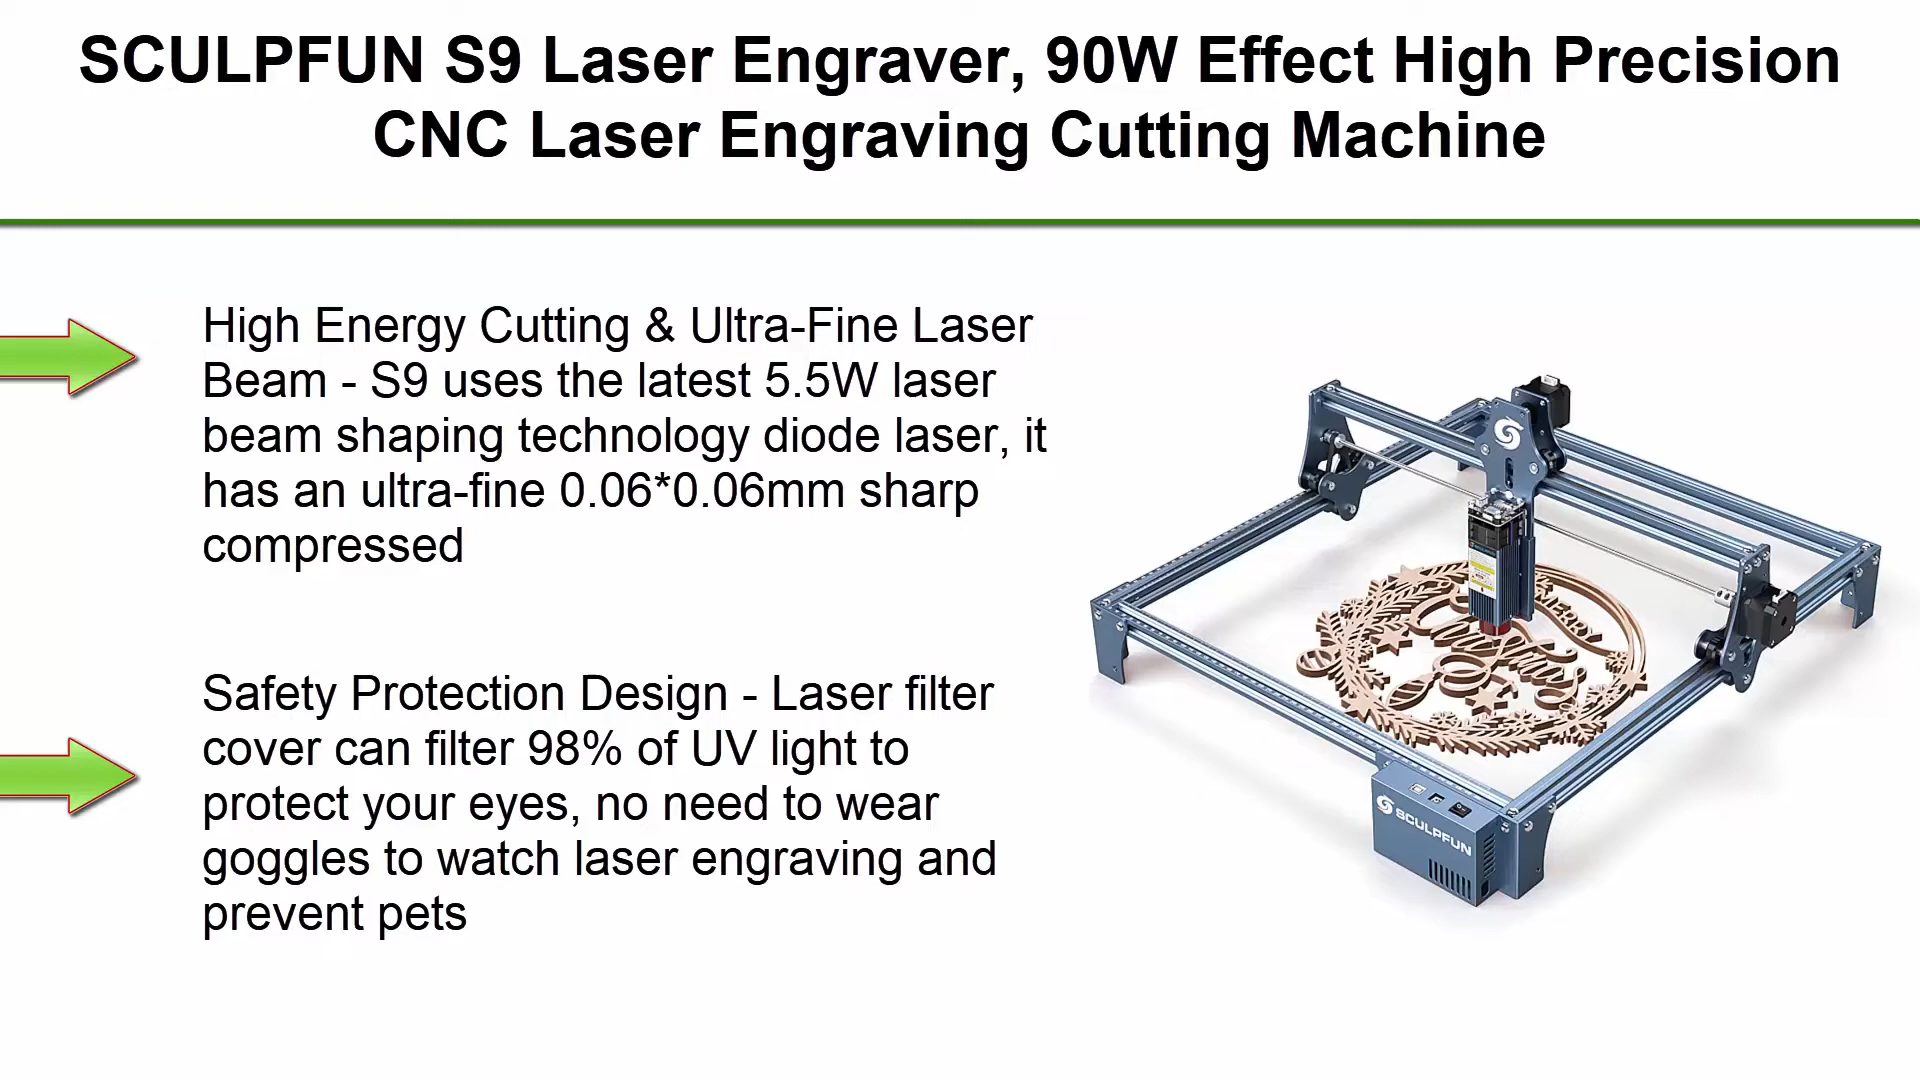 SCULPFUN S9 Laser Engraver, 90W Effect High Precision
CNC Laser Engraving Cutting Machine
High Energy Cutting & Ultra-Fine Laser
Beam - S9 uses the latest 5.5W laser
beam shaping technology diode laser, it
has an ultra-fine 0.06*0.06mm sharp
compressed
Safety Protection Design - Laser filter
cover can filter 98% of UV light to
protect your eyes, no need to wear
goggles to watch laser engraving and
prevent pets
MERRY
Christmas
SCULPFUN